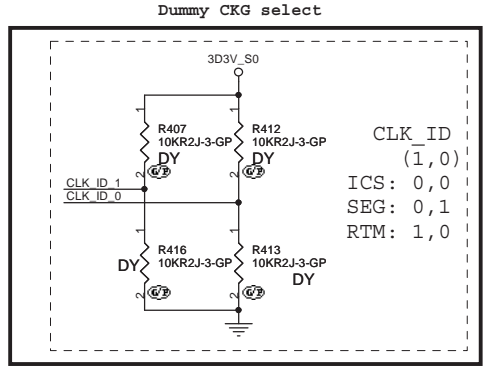 Dummy CKG select
3D3V_S0
1 1
R407 R412
10KR2J-3-GP 10KR2J-3-GP
DY DY
2 G/P 2 G/P
CLK_ID_1
CLK_ID_0
1 1
R416 R413
10KR2J-3-GP 10KR2J-3-GP
DY DY
2 G/P 2 G/P
CLK_ID
(1,0)
ICS: 0,0
SEG: 0,1
RTM: 1,0